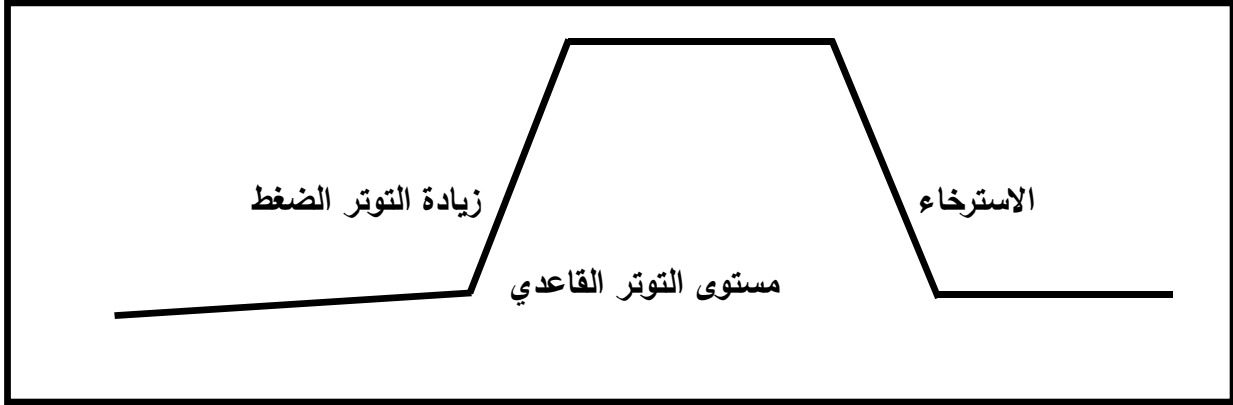 زيادة التوتر الضغط
الاسترخاء
مستوى التوتر القاعدي